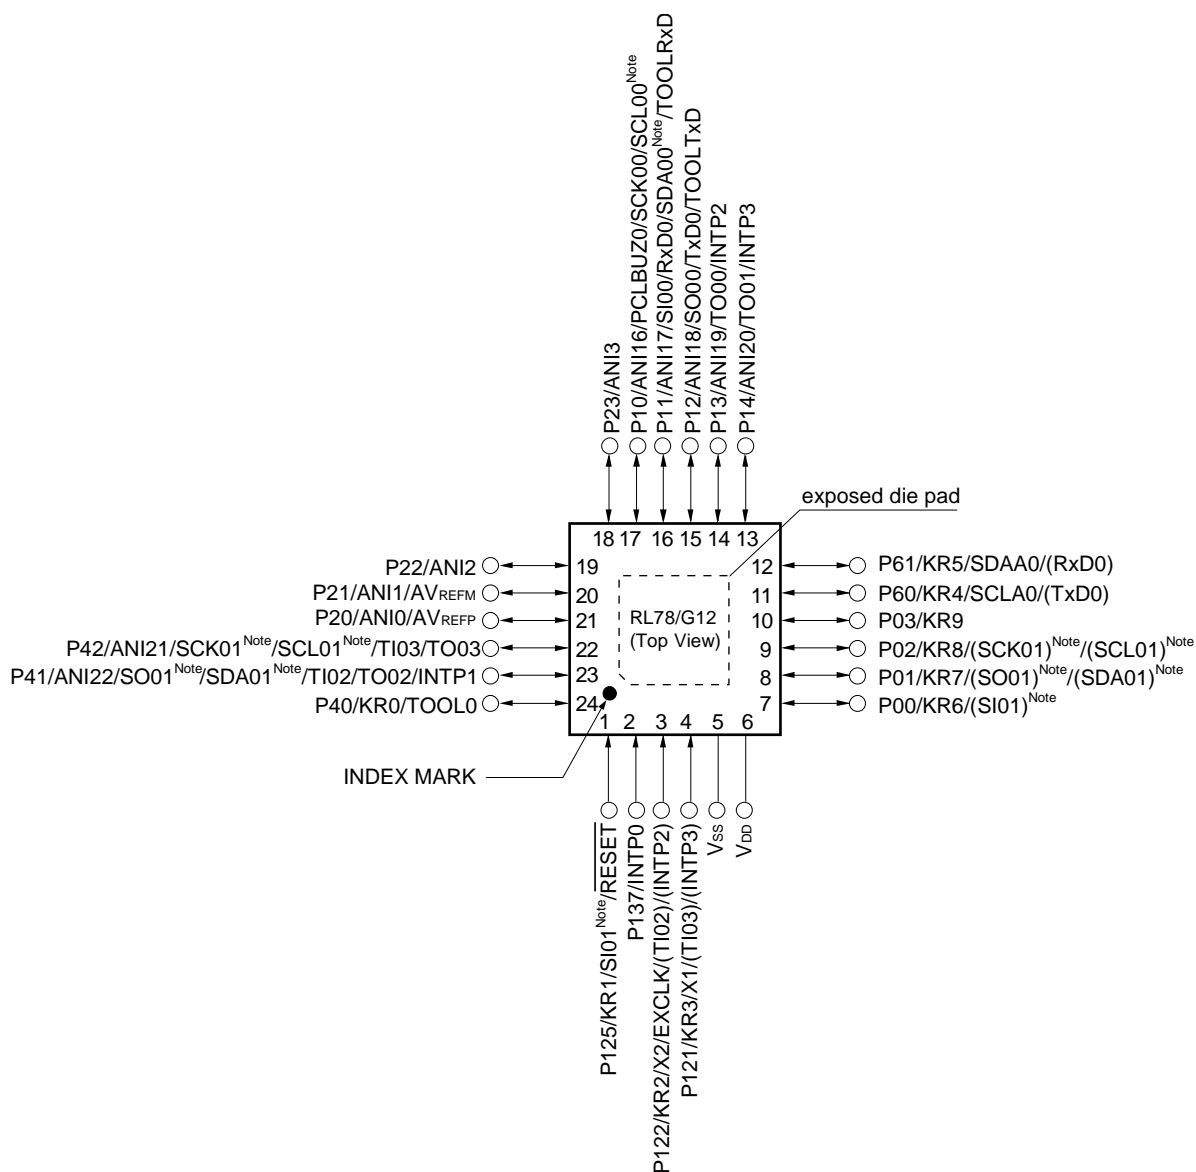 P23/ANI3
P10/ANI16/PCLBUZ0/SCK00/SCL00Note
P11/ANI17/SI00/RxD0/SDA00Note/TOOLRxD
P12/ANI18/SO00/TxD0/TOOLTxD
P13/ANI19/TO00/INTP2
P14/ANI20/TO01/INTP3
exposed die pad
18 17 16 15 14 13
P22/ANI2 19
P21/ANI1/AVREFM 20
P20/ANI0/AVREFP 21
P42/ANI21/SCK01Note/SCL01Note/TI03/TO03 22
P41/ANI22/SO01Note/SDA01Note/TI02/TO02/INTP1 23
P40/KR0/TOOL0 24
RL78/G12
(Top View)
12 P61/KR5/SDAA0/(RxD0)
11 P60/KR4/SCLA0/(TxD0)
10 P03/KR9
9 P02/KR8/(SCK01)Note/(SCL01)Note
8 P01/KR7/(SO01)Note/(SDA01)Note
7 P00/KR6/(SI01)Note
1 2 3 4 5 6
INDEX MARK
P125/KR1/SI01Note/RESET
P137/INTP0
P122/KR2/X2/EXCLK/(TI02)/(INTP2)
P121/KR3/X1/(TI03)/(INTP3)
VSS
VDD